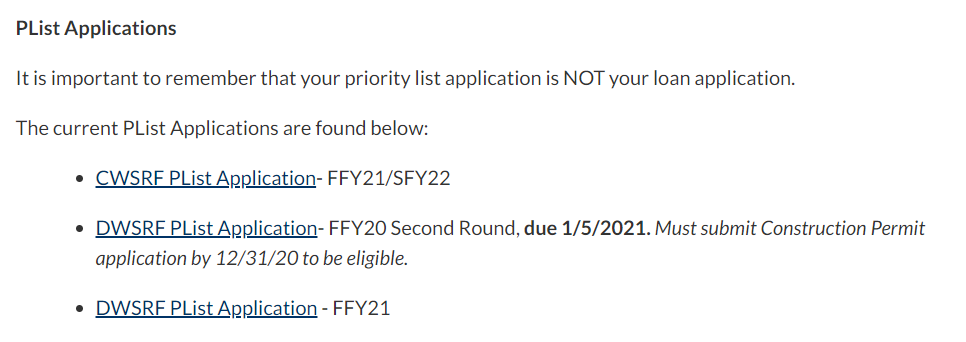 PList Applications
It is important to remember that your priority list application is NOT your loan application.
The current PList Applications are found below:
• CWSRF PList Application- FFY21/SFY22
• DWSRF PList Application- FFY20 Second Round, due 1/5/2021. Must submit Construction Permit
application by 12/31/20 to be eligible.
• DWSRF PList Application - FFY21